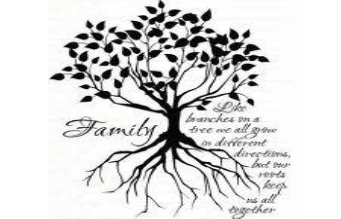 Family
Like
branches on a
tree we all grow
in different
directions,
but our
roots
keep
us all
together